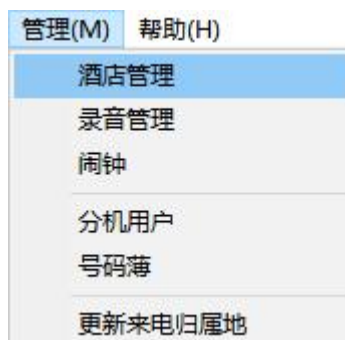 管理(M) 帮助(H)
酒店管理
录音管理
闹钟
分机用户
号码薄
更新来电归属地